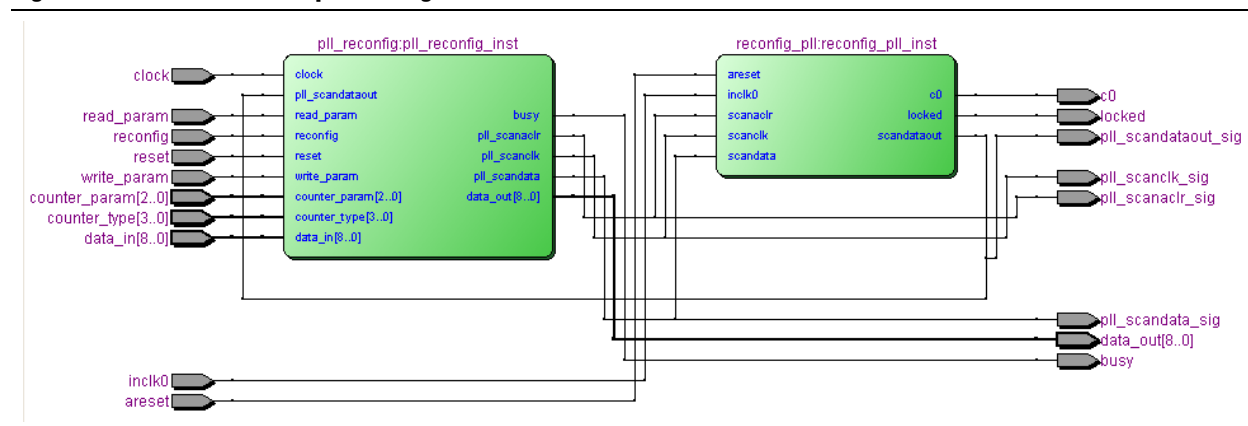 pll_reconfig:pll_reconfig_inst
reconfig_pll:reconfig_pll_inst
clock
read_param
reconfig
reset
write_param
counter_param[2..0]
counter_type[3..0]
data_in[8..0]
inclk0
areset
clock
pll_scandataout
read_param
reconfig
reset
write_param
counter_param[2..0]
counter_type[3..0]
data_in[8..0]
busy
pll_scanaclr
pll_scanclk
pll_scandata
data_out[8..0]
areset
inclk0
scanaclr
scanclk
scandata
c0
locked
scandataout
c0
locked
pll_scandataout_sig
pll_scanclk_sig
pll_scanaclr_sig
pll_scandata_sig
data_out[8..0]
busy